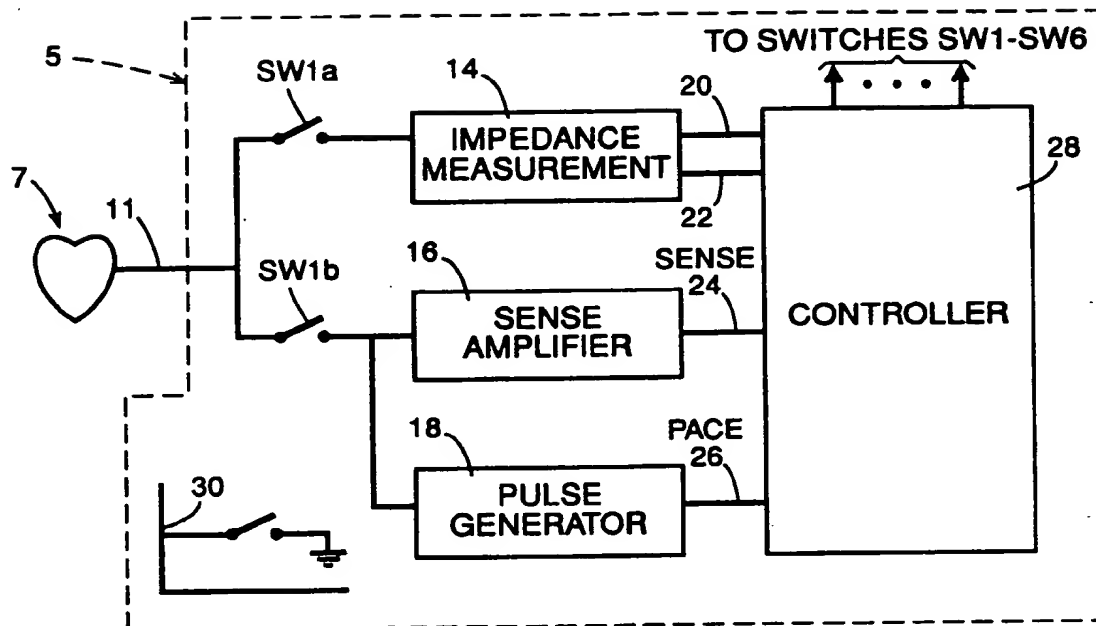 TO SWITCHES SW1-SW6
5
SW1a
14
20
IMPEDANCE
MEASUREMENT
28
7
11
22
SW1b
16
SENSE
24
SENSE
AMPLIFIER
CONTROLLER
18
PACE
26
30
PULSE
GENERATOR